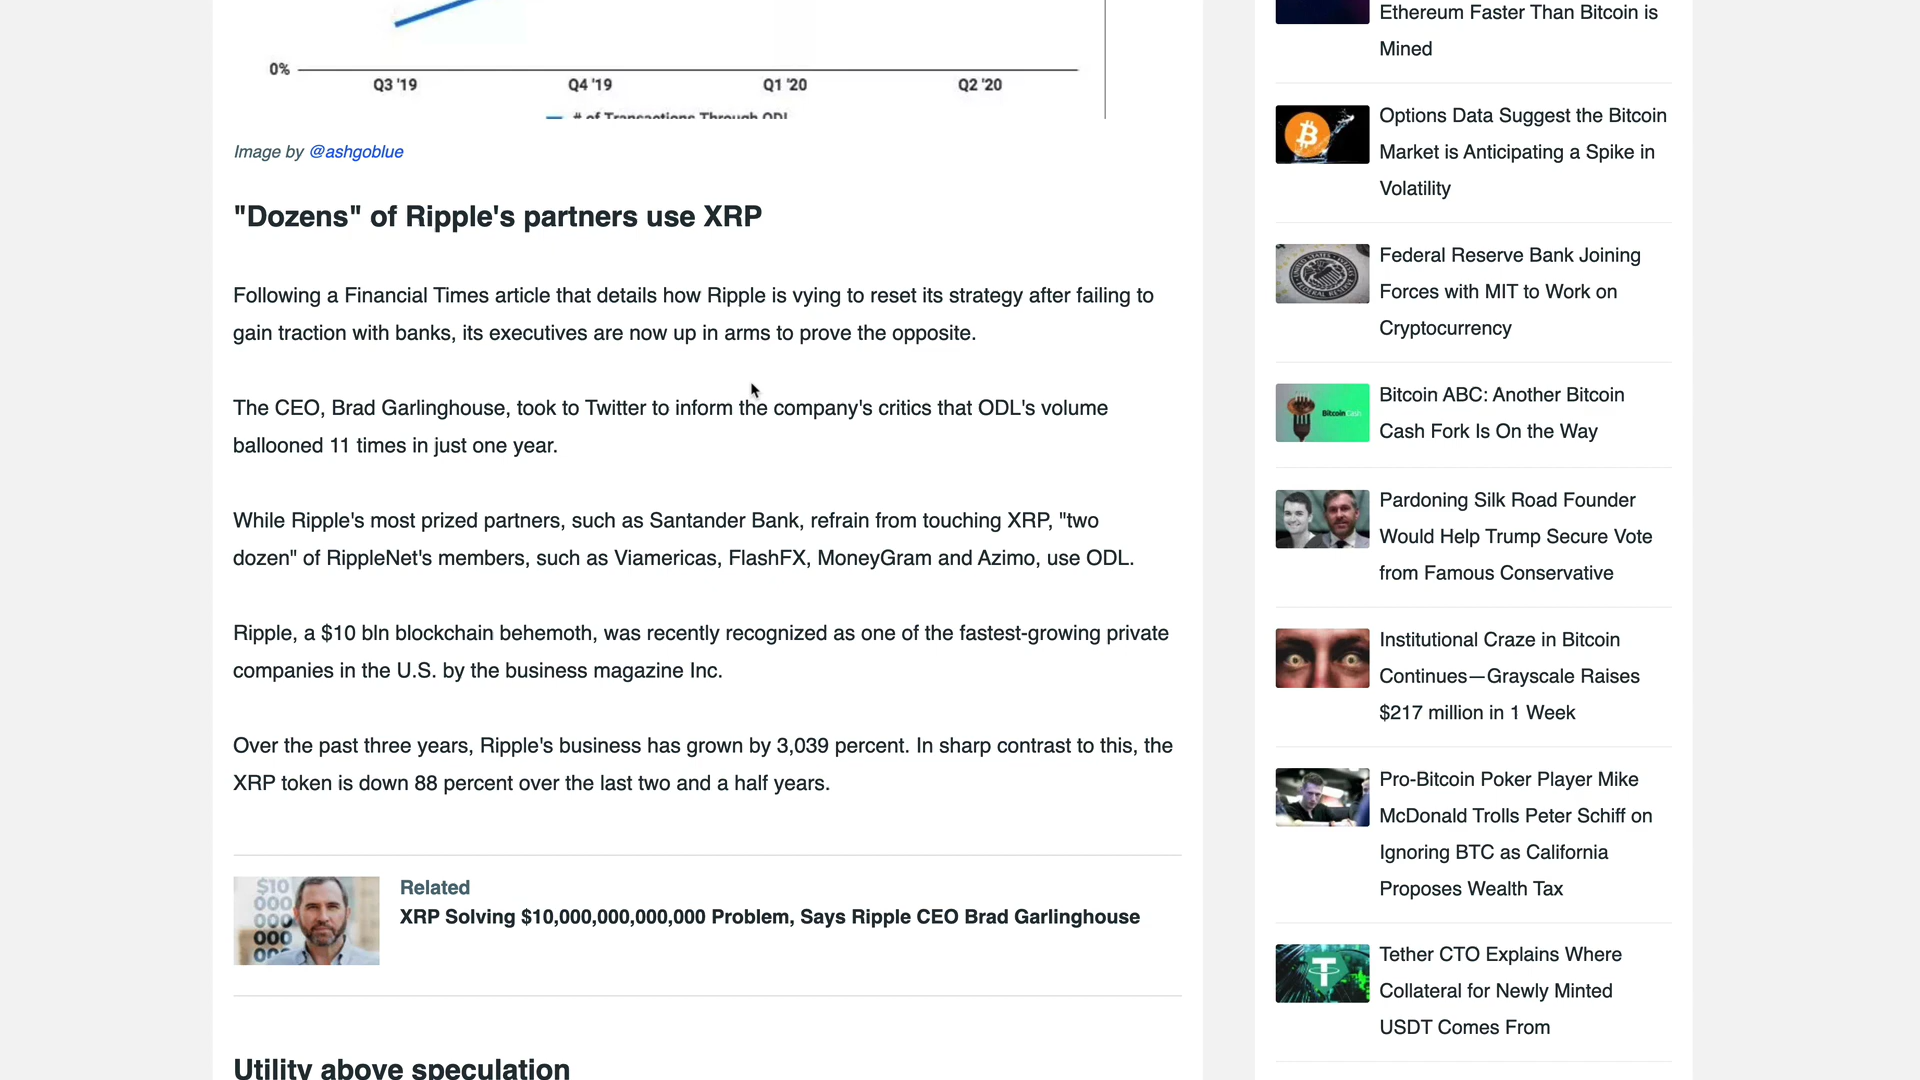 0%
Q3 '19
Q4 '19
Q1 '20
Q2 '20
# of Transactions Through ODL
Image by @ashgoblue
"Dozens" of Ripple's partners use XRP
Following a Financial Times article that details how Ripple is vying to reset its strategy after failing to
gain traction with banks, its executives are now up in arms to prove the opposite.
The CEO, Brad Garlinghouse, took to Twitter to inform the company's critics that ODL's volume
ballooned 11 times in just one year.
While Ripple's most prized partners, such as Santander Bank, refrain from touching XRP, "two
dozen" of RippleNet's members, such as Viamericas, FlashFX, MoneyGram and Azimo, use ODL.
Ripple, a $10 bln blockchain behemoth, was recently recognized as one of the fastest-growing private
companies in the U.S. by the business magazine Inc.
Over the past three years, Ripple's business has grown by 3,039 percent. In sharp contrast to this, the
XRP token is down 88 percent over the last two and a half years.
$10
000
000
000
000
Related
XRP Solving $10,000,000,000,000 Problem, Says Ripple CEO Brad Garlinghouse
Utility above speculation
Ethereum Faster Than Bitcoin is
Mined
Options Data Suggest the Bitcoin
Market is Anticipating a Spike in
Volatility
Federal Reserve Bank Joining
Forces with MIT to Work on
Cryptocurrency
Bitcoin Cash
Bitcoin ABC: Another Bitcoin
Cash Fork Is On the Way
Pardoning Silk Road Founder
Would Help Trump Secure Vote
from Famous Conservative
Institutional Craze in Bitcoin
Continues—Grayscale Raises
$217 million in 1 Week
Pro-Bitcoin Poker Player Mike
McDonald Trolls Peter Schiff on
Ignoring BTC as California
Proposes Wealth Tax
Tether CTO Explains Where
Collateral for Newly Minted
USDT Comes From